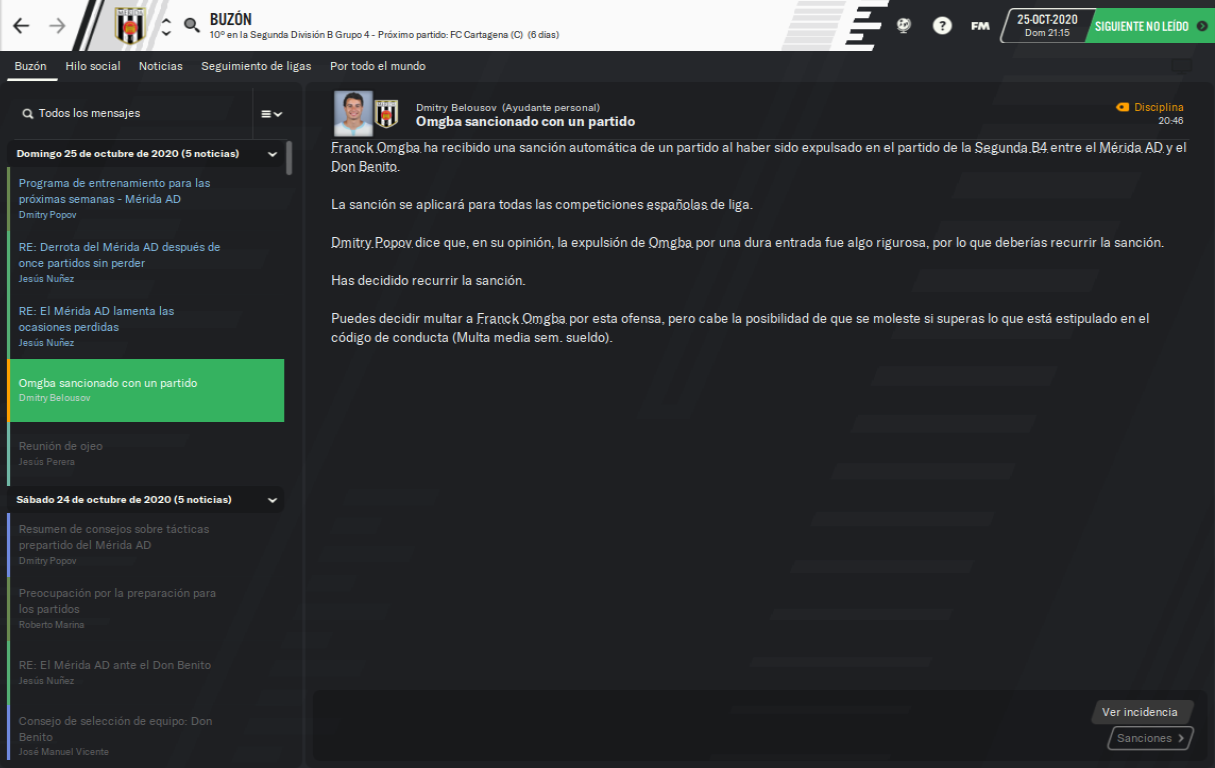 BUZÓN
10º en la Segunda División B Grupo 4 - Próximo partido: FC Cartagena (C) (6 días)
?
FM
25-OCT-2020
Dom 21:15
SIGUIENTE NO LEÍDO
Buzón
Hilo social
Noticias
Seguimiento de ligas
Por todo el mundo
Todos los mensajes
Domingo 25 de octubre de 2020 (5 noticias)
Programa de entrenamiento para las
próximas semanas - Mérida AD
Dmitry Popov
RE: Derrota del Mérida AD después de
once partidos sin perder
Jesús Nuñez
RE: El Mérida AD lamenta las
ocasiones perdidas
Jesús Nuñez
Omgba sancionado con un partido
Dmitry Belousov
Reunión de ojeo
Jesús Perera
Sábado 24 de octubre de 2020 (5 noticias)
Resumen de consejos sobre tácticas
prepartido del Mérida AD
Dmitry Popov
Preocupación por la preparación para
los partidos
Roberto Marina
RE: El Mérida AD ante el Don Benito
Jesús Nuñez
Consejo de selección de equipo: Don
Benito
José Manuel Vicente
Dmitry Belousov (Ayudante personal)
Omgba sancionado con un partido
Disciplina
20:46
Franck Omgba ha recibido una sanción automática de un partido al haber sido expulsado en el partido de la Segunda B4 entre el Mérida AD y el
Don Benito.
La sanción se aplicará para todas las competiciones españolas de liga.
Dmitry Popov dice que, en su opinión, la expulsión de Omgba por una dura entrada fue algo rigurosa, por lo que deberías recurrir la sanción.
Has decidido recurrir la sanción.
Puedes decidir multar a Franck Omgba por esta ofensa, pero cabe la posibilidad de que se moleste si superas lo que está estipulado en el
código de conducta (Multa media sem. sueldo).
Ver incidencia
Sanciones